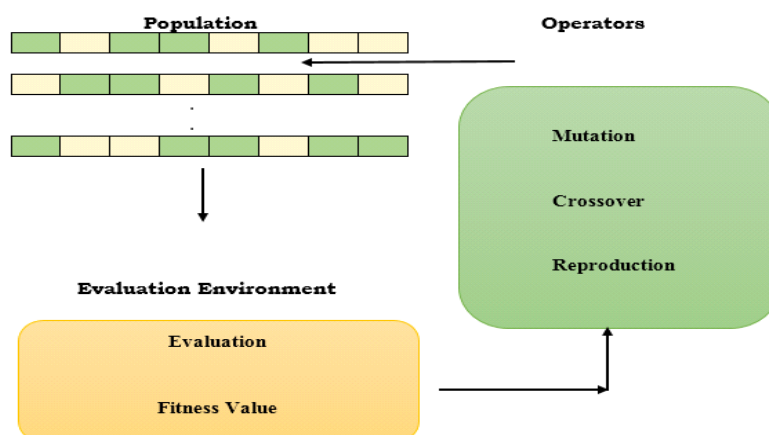 Population
Operators
Mutation
Crossover
Reproduction
Evaluation Environment
Evaluation
Fitness Value